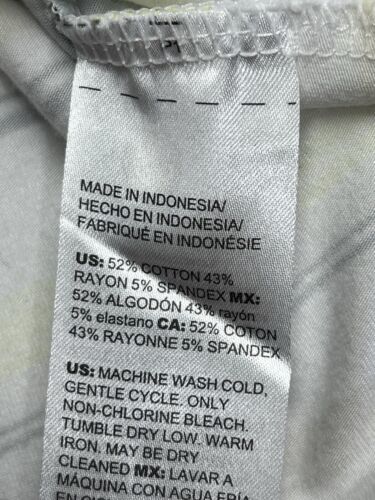 MADE IN INDONESIA/
HECHO EN INDONESIA/
FABRIQUÉ EN INDONÉSIE
US: 52% COTTON 43%
RAYON 5% SPANDEX MX:
52% ALGODÓN 43% rayón
5% elastano CA: 52% COTON
43% RAYONNE 5% SPANDEX
US: MACHINE WASH COLD,
GENTLE CYCLE. ONLY
NON-CHLORINE BLEACH.
TUMBLE DRY LOW. WARM
IRON. MAY BE DRY
CLEANED MX: LAVAR A
MÁQUINA CON AGUA FRÍA